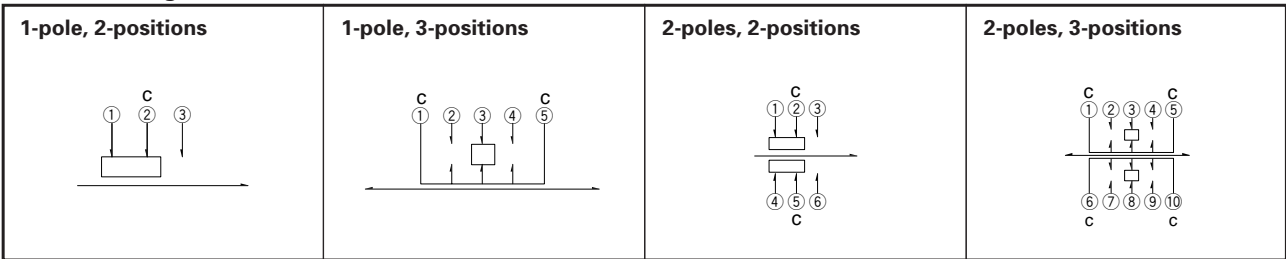 1-pole, 2-positions
C
① ② ③
1-pole, 3-positions
C C
① ② ③ ④ ⑤
2-poles, 2-positions
C
① ② ③
④ ⑤ ⑥
C
2-poles, 3-positions
C C
① ② ③ ④ ⑤
⑥ ⑦ ⑧ ⑨ ⑩
C C